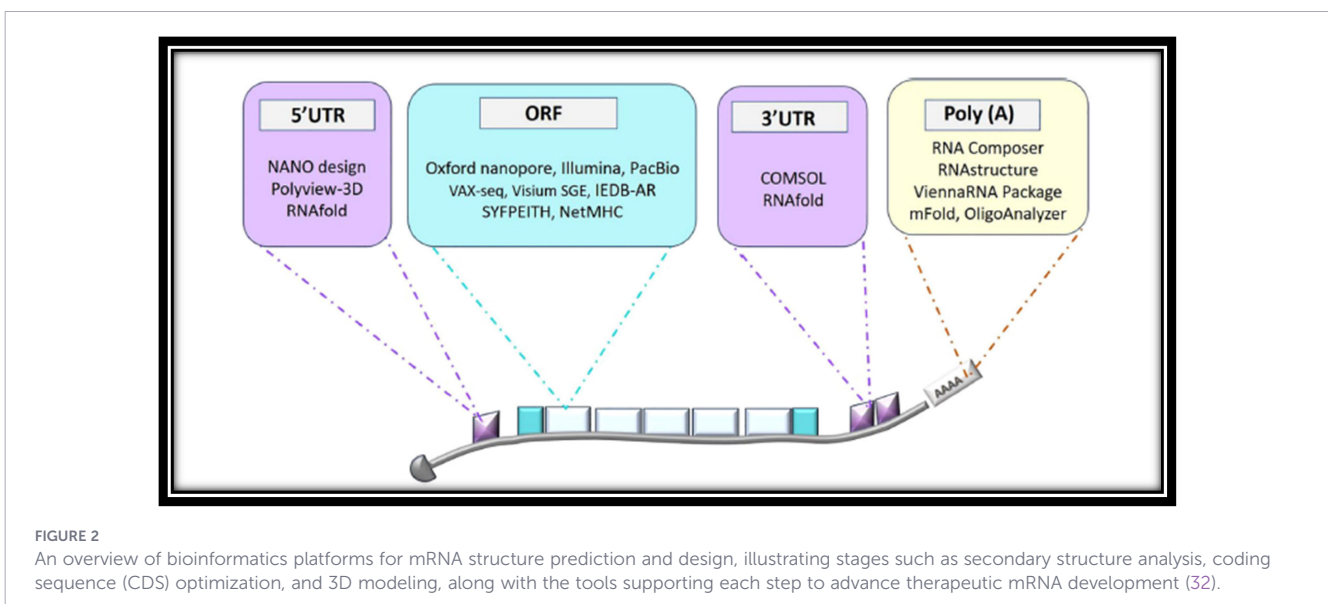 5'UTR
NANO design
Polyview-3D
RNAfold
ORF
Oxford nanopore, Illumina, PacBio
VAX-seq, Visium SGE, IEDB-AR
SYFPEITH, NetMHC
3'UTR
COMSOL
RNAfold
Poly (A)
RNA Composer
RNAstructure
ViennaRNA Package
mFold, OligoAnalyzer
AAAA
FIGURE 2
An overview of bioinformatics platforms for mRNA structure prediction and design, illustrating stages such as secondary structure analysis, coding
sequence (CDS) optimization, and 3D modeling, along with the tools supporting each step to advance therapeutic mRNA development (32).